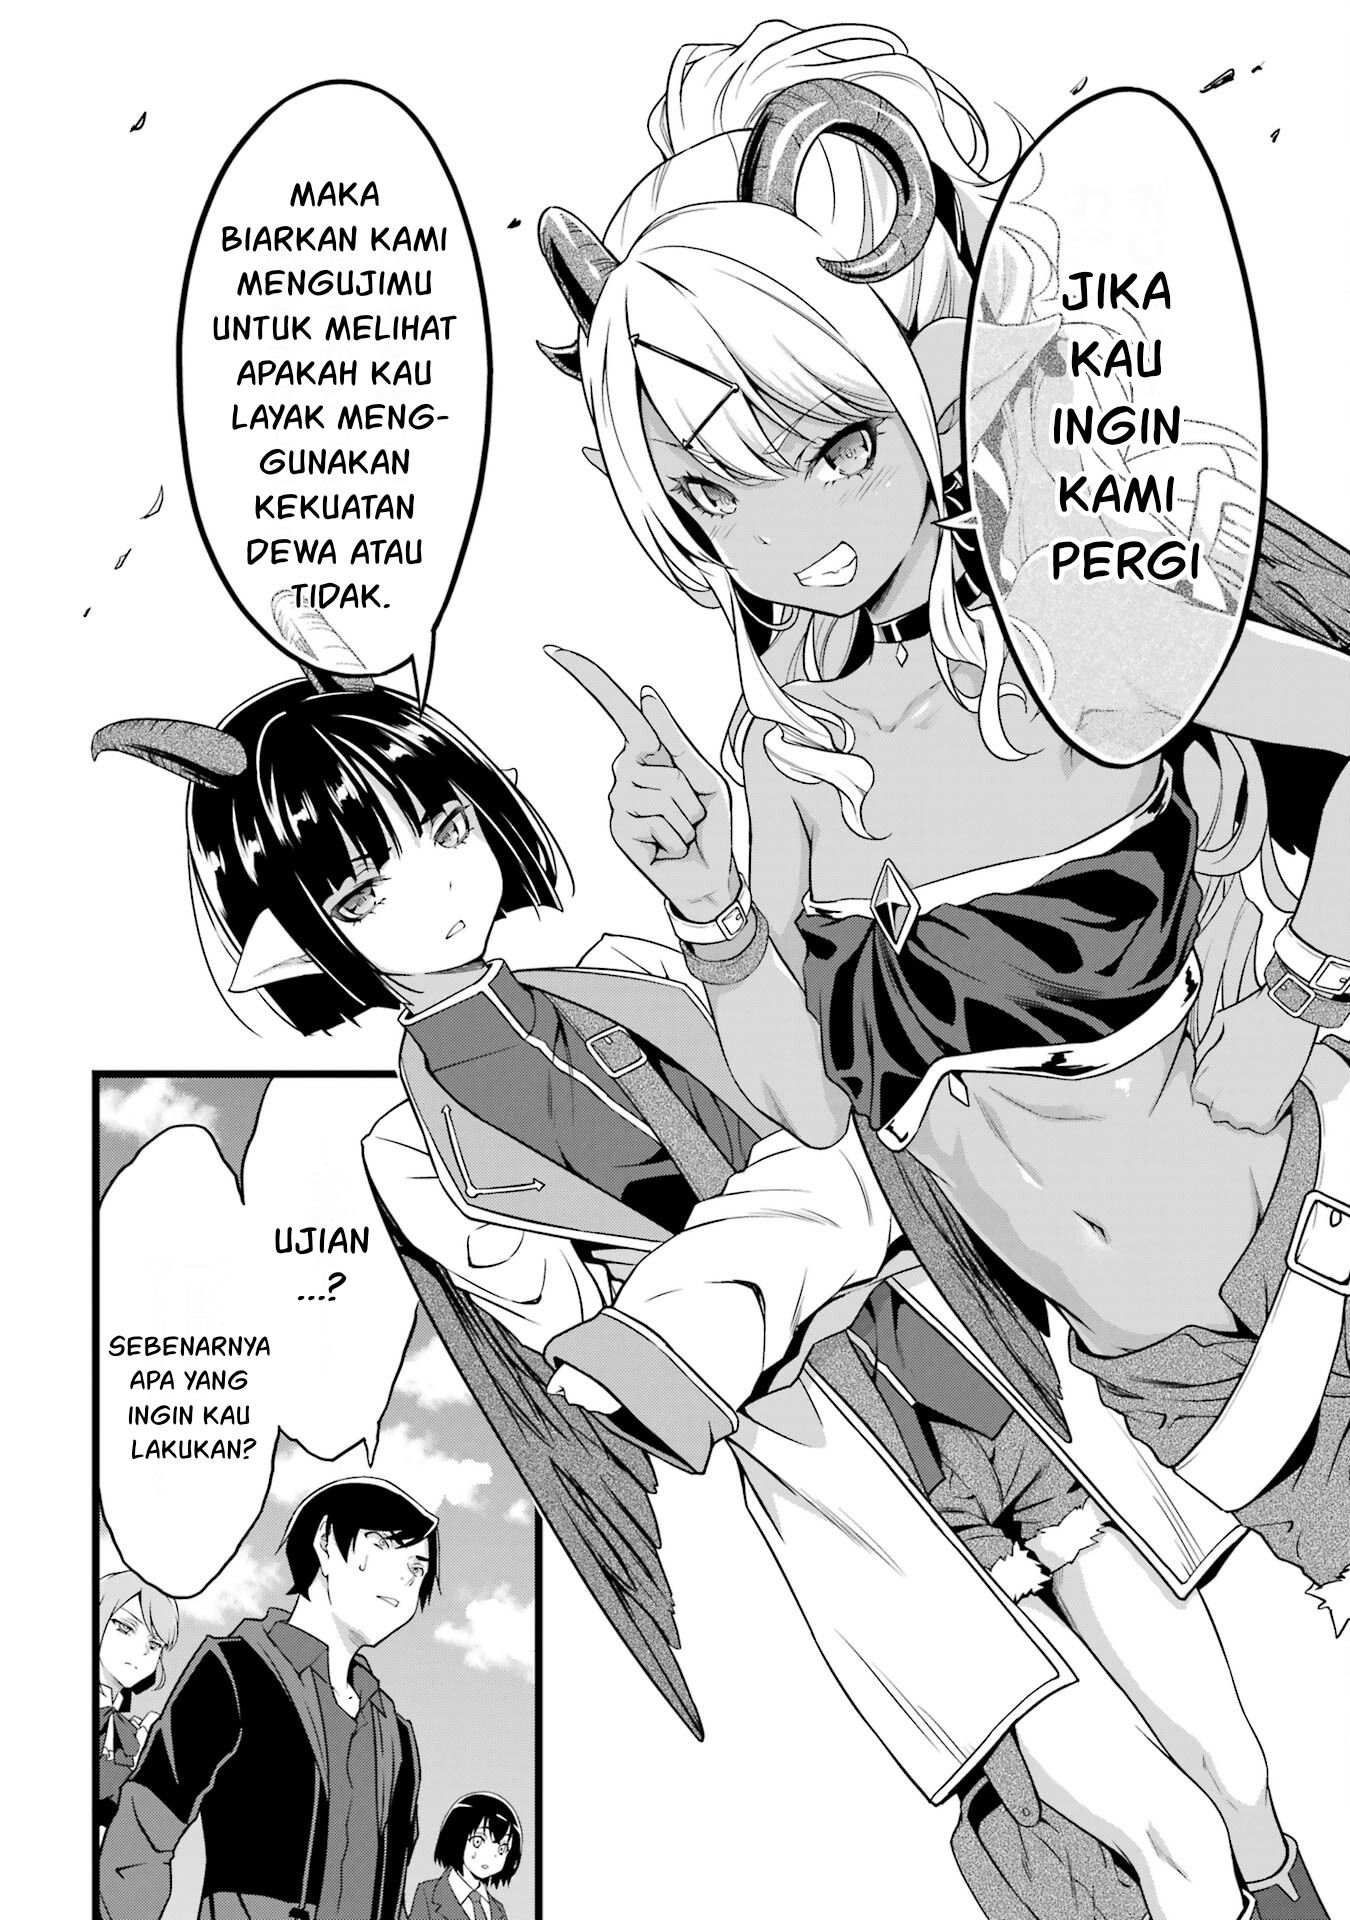 JIKA
KAU
INGIN
KAMI
PERGI
MAKA
BIARKAN KAMI
MENGUJIMU
UNTUK MELIHAT
APAKAH KAU
LAYAK MENG-
GUNAKAN
KEKUATAN
DEWA ATAU
TIDAK.
UJIAN
...?
SEBENARNYA
APA YANG
INGIN KAU
LAKUKAN?